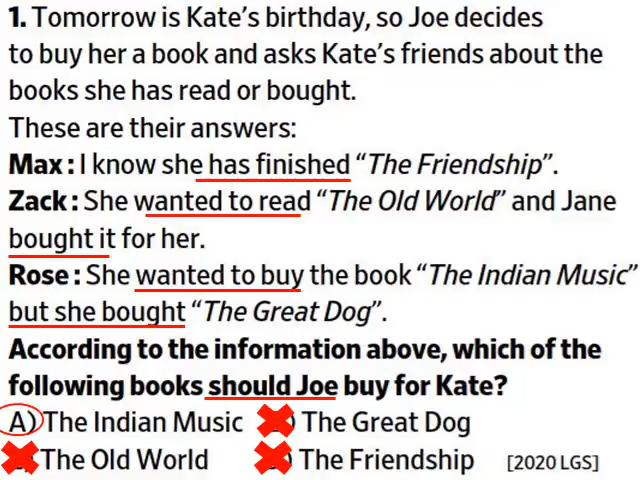 1. Tomorrow is Kate's birthday, so Joe decides
to buy her a book and asks Kate's friends about the
books she has read or bought.
These are their answers:
Max : I know she has finished “The Friendship”.
Zack : She wanted to read “The Old World” and Jane
bought it for her.
Rose : She wanted to buy the book “The Indian Music”
but she bought “The Great Dog”.
According to the information above, which of the
following books should Joe buy for Kate?
A) The Indian Music ) The Great Dog
) The Old World ) The Friendship [2020 LGS]